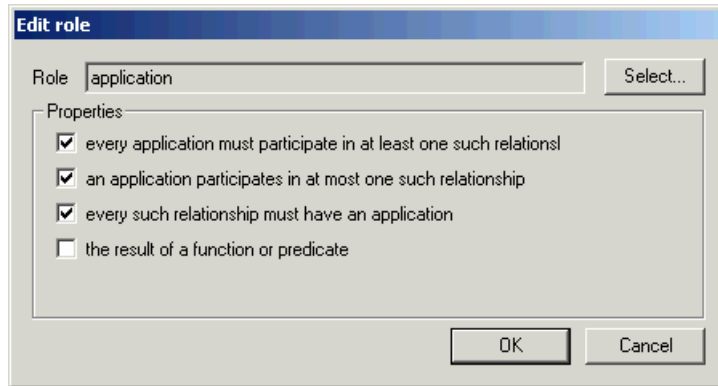 Edit role
Role application Select...
Properties
every application must participate in at least one such relationsl
an application participates in at most one such relationship
every such relationship must have an application
the result of a function or predicate
OK Cancel